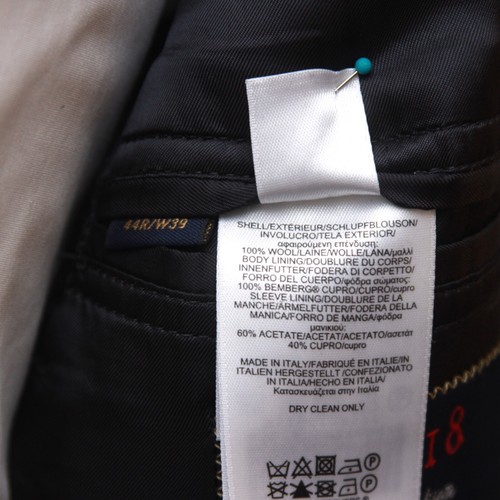 44R/W39
SHELL/EXTÉRIEUR/SCHLUPFBLOUSON/
INVOLUCRO/TELA EXTERIOR/
αφαιρούμενη επένδυση:
100% WOOL/LAINE/WOLLE/LANA/μαλλί
BODY LINING/DOUBLURE DU CORPS/
INNENFUTTER/FODERA DI CORPETTO/
FORRO DEL CUERPO/φόδρα σωματος:
100% BEMBERG® CUPRO/CUPRO/cupro
SLEEVE LINING/DOUBLURE DE LA
MANCHE/ÄRMELFUTTER/FODERA DELLA
MANICA/FORRO DE MANGA/φόδρα
μανικιού:
60% ACETATE/ACETAT/ACETATO/ασετάτ
40% CUPRO/cupro
MADE IN ITALY/FABRIQUÉ EN ITALIE/IN
ITALIEN HERGESTELLT /CONFEZIONATO
IN ITALIA/HECHO EN ITALIA/
Κατασκευάζεται στην Ιταλία
DRY CLEAN ONLY
18